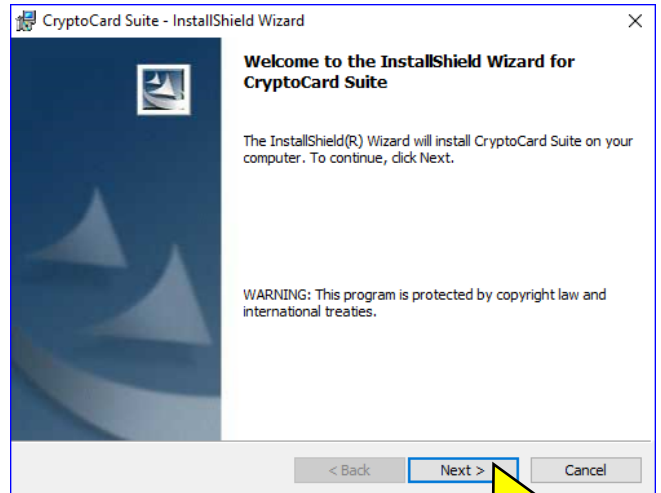 CryptoCard Suite - InstallShield Wizard
Welcome to the InstallShield Wizard for
CryptoCard Suite
The InstallShield(R) Wizard will install CryptoCard Suite on your
computer. To continue, click Next.
WARNING: This program is protected by copyright law and
international treaties.
< Back Next > Cancel